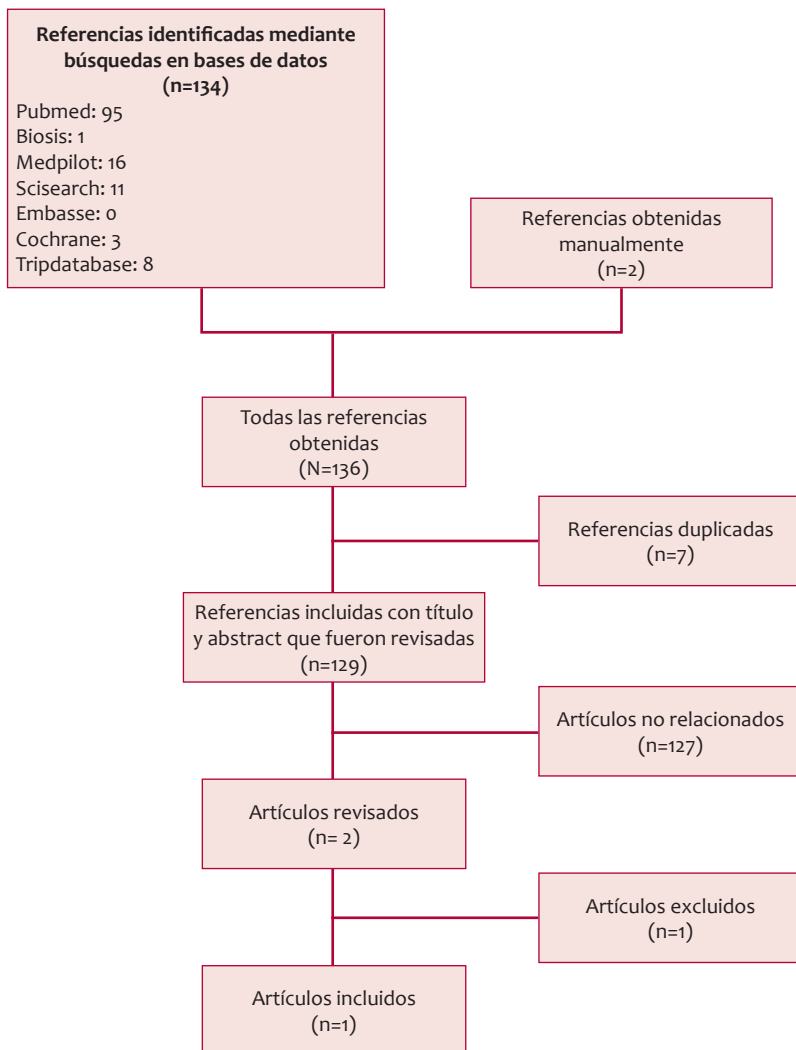 Referencias identificadas mediante
búsquedas en bases de datos
(n=134)
Pubmed: 95
Biosis: 1
Medpilot: 16
Scisearch: 11
Embasse: 0
Cochrane: 3
Tripdatabase: 8
Referencias obtenidas
manualmente
(n=2)
Todas las referencias
obtenidas
(N=136)
Referencias duplicadas
(n=7)
Referencias incluidas con título
y abstract que fueron revisadas
(n=129)
Artículos no relacionados
(n=127)
Artículos revisados
(n= 2)
Artículos excluidos
(n=1)
Artículos incluidos
(n=1)